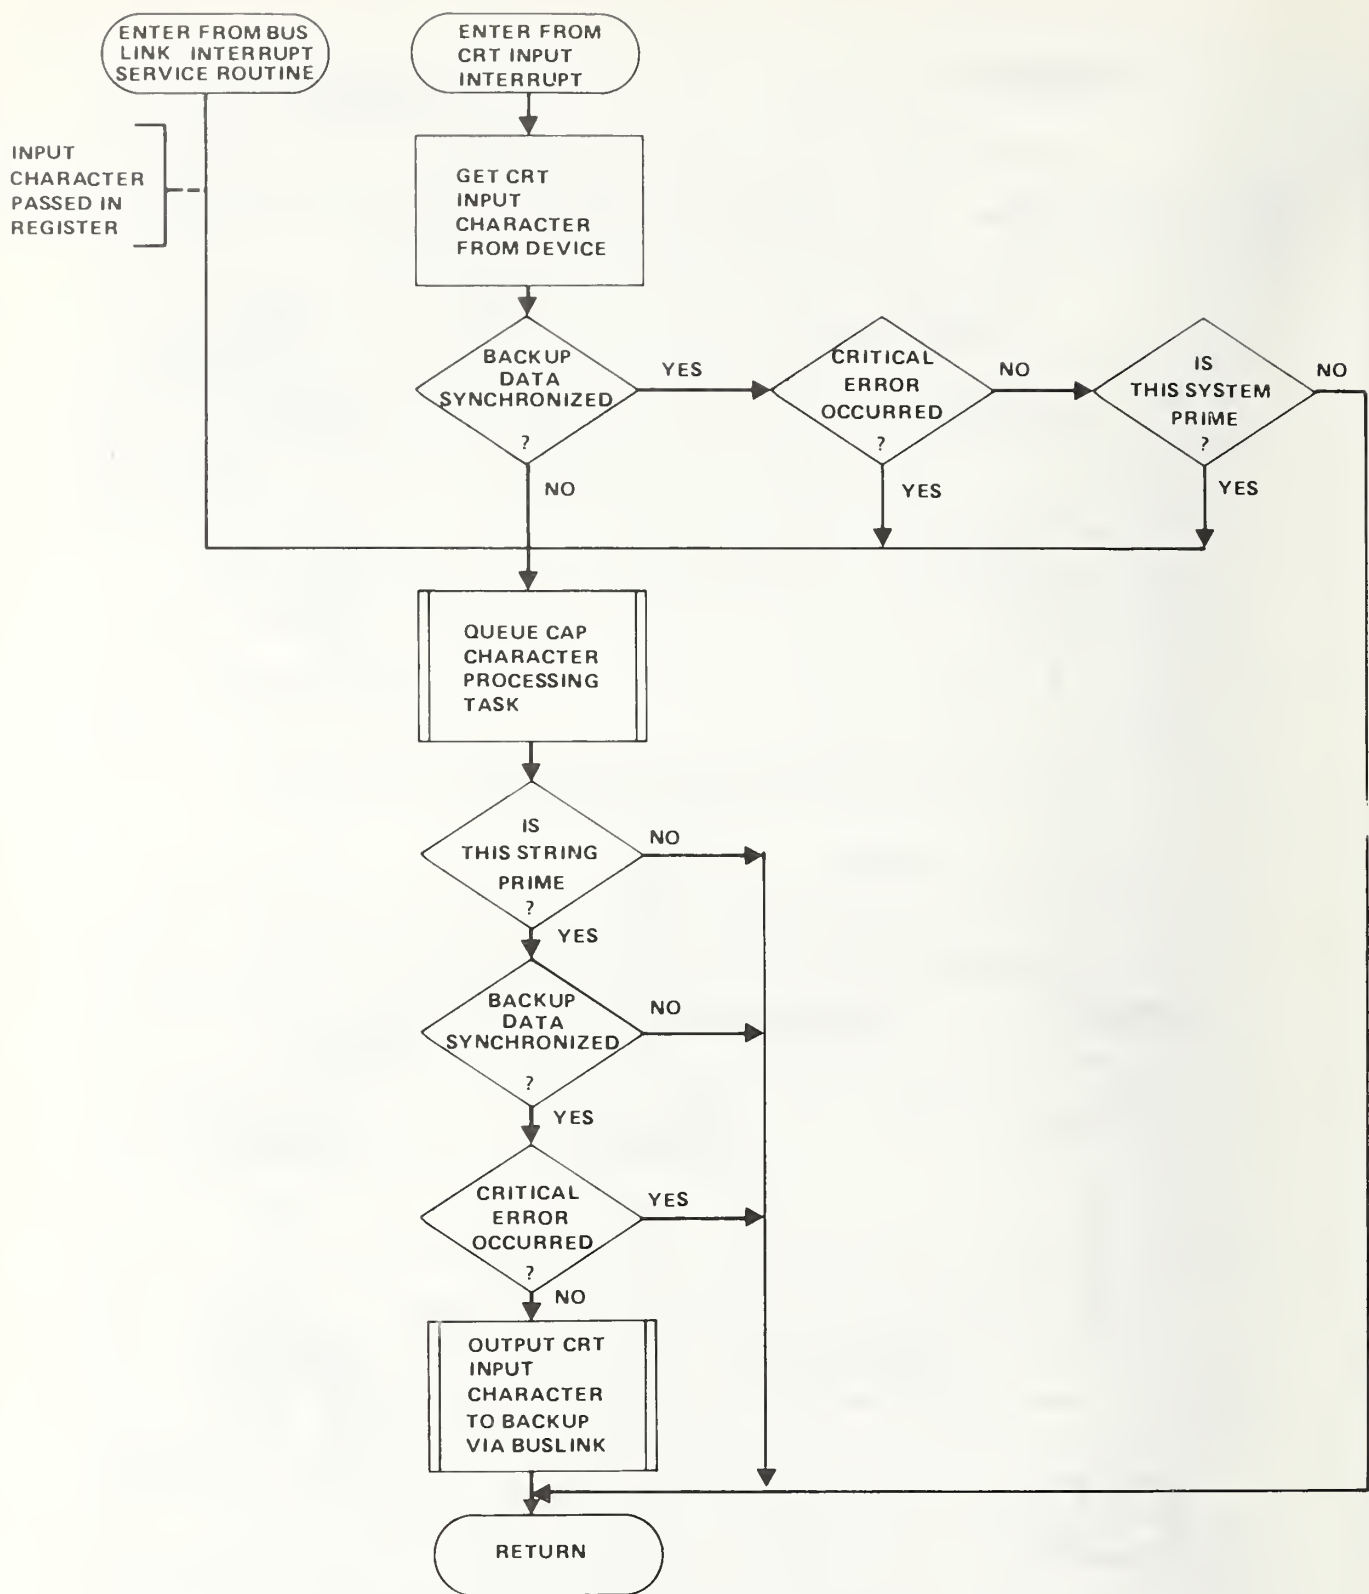 ENTER FROM BUS
LINK INTERRUPT
SERVICE ROUTINE
ENTER FROM
CRT INPUT
INTERRUPT
INPUT
CHARACTER
PASSED IN
REGISTER
GET CRT
INPUT
CHARACTER
FROM DEVICE
BACKUP
DATA
SYNCHRONIZED
?
YES
NO
CRITICAL
ERROR
OCCURRED
?
NO
YES
IS
THIS SYSTEM
PRIME
?
NO
YES
QUEUE CAP
CHARACTER
PROCESSING
TASK
IS
THIS STRING
PRIME
?
NO
YES
BACKUP
DATA
SYNCHRONIZED
?
NO
YES
CRITICAL
ERROR
OCCURRED
?
YES
NO
OUTPUT CRT
INPUT
CHARACTER
TO BACKUP
VIA BUSLINK
RETURN